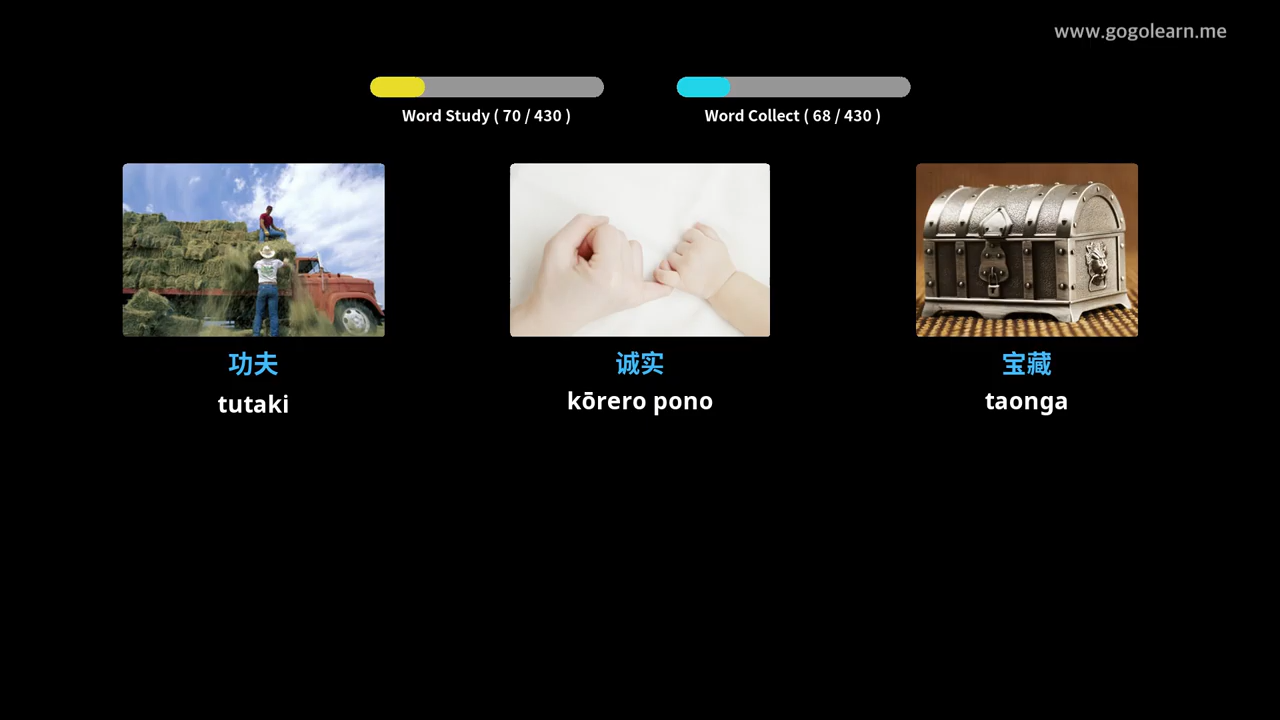 www.gogolearn.me
Word Study ( 70 / 430 )
Word Collect ( 68 / 430 )
功夫
诚实
宝藏
tutaki
kōrero pono
taonga